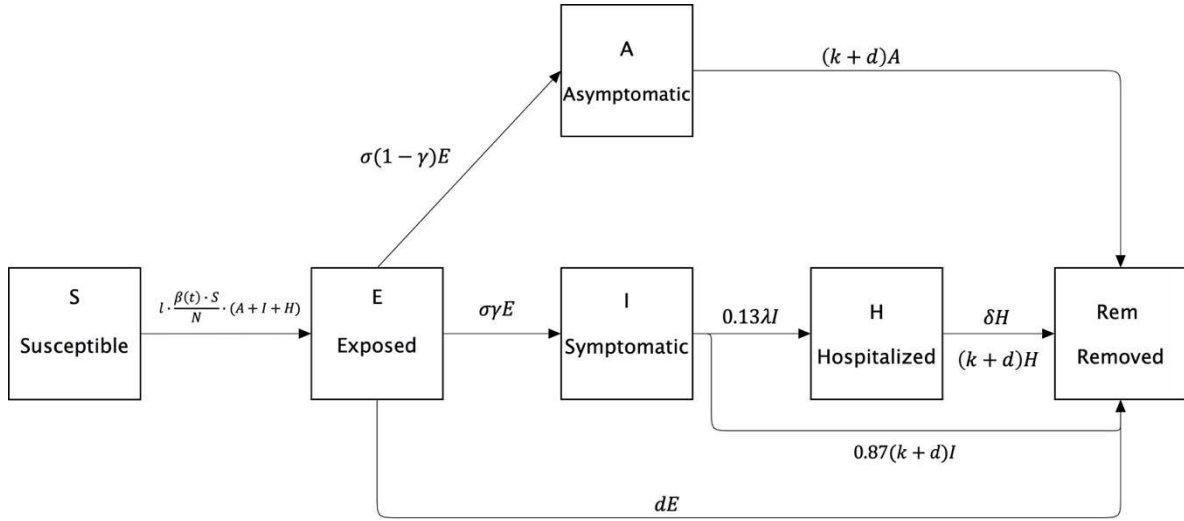 A
Asymptomatic
(k + d)A
σ(1 − γ)E
S
Susceptible
l · β(t) · S / N · (A + I + H)
E
Exposed
σγE
I
Symptomatic
0.13λI
H
Hospitalized
δH
(k + d)H
Rem
Removed
0.87(k + d)I
dE